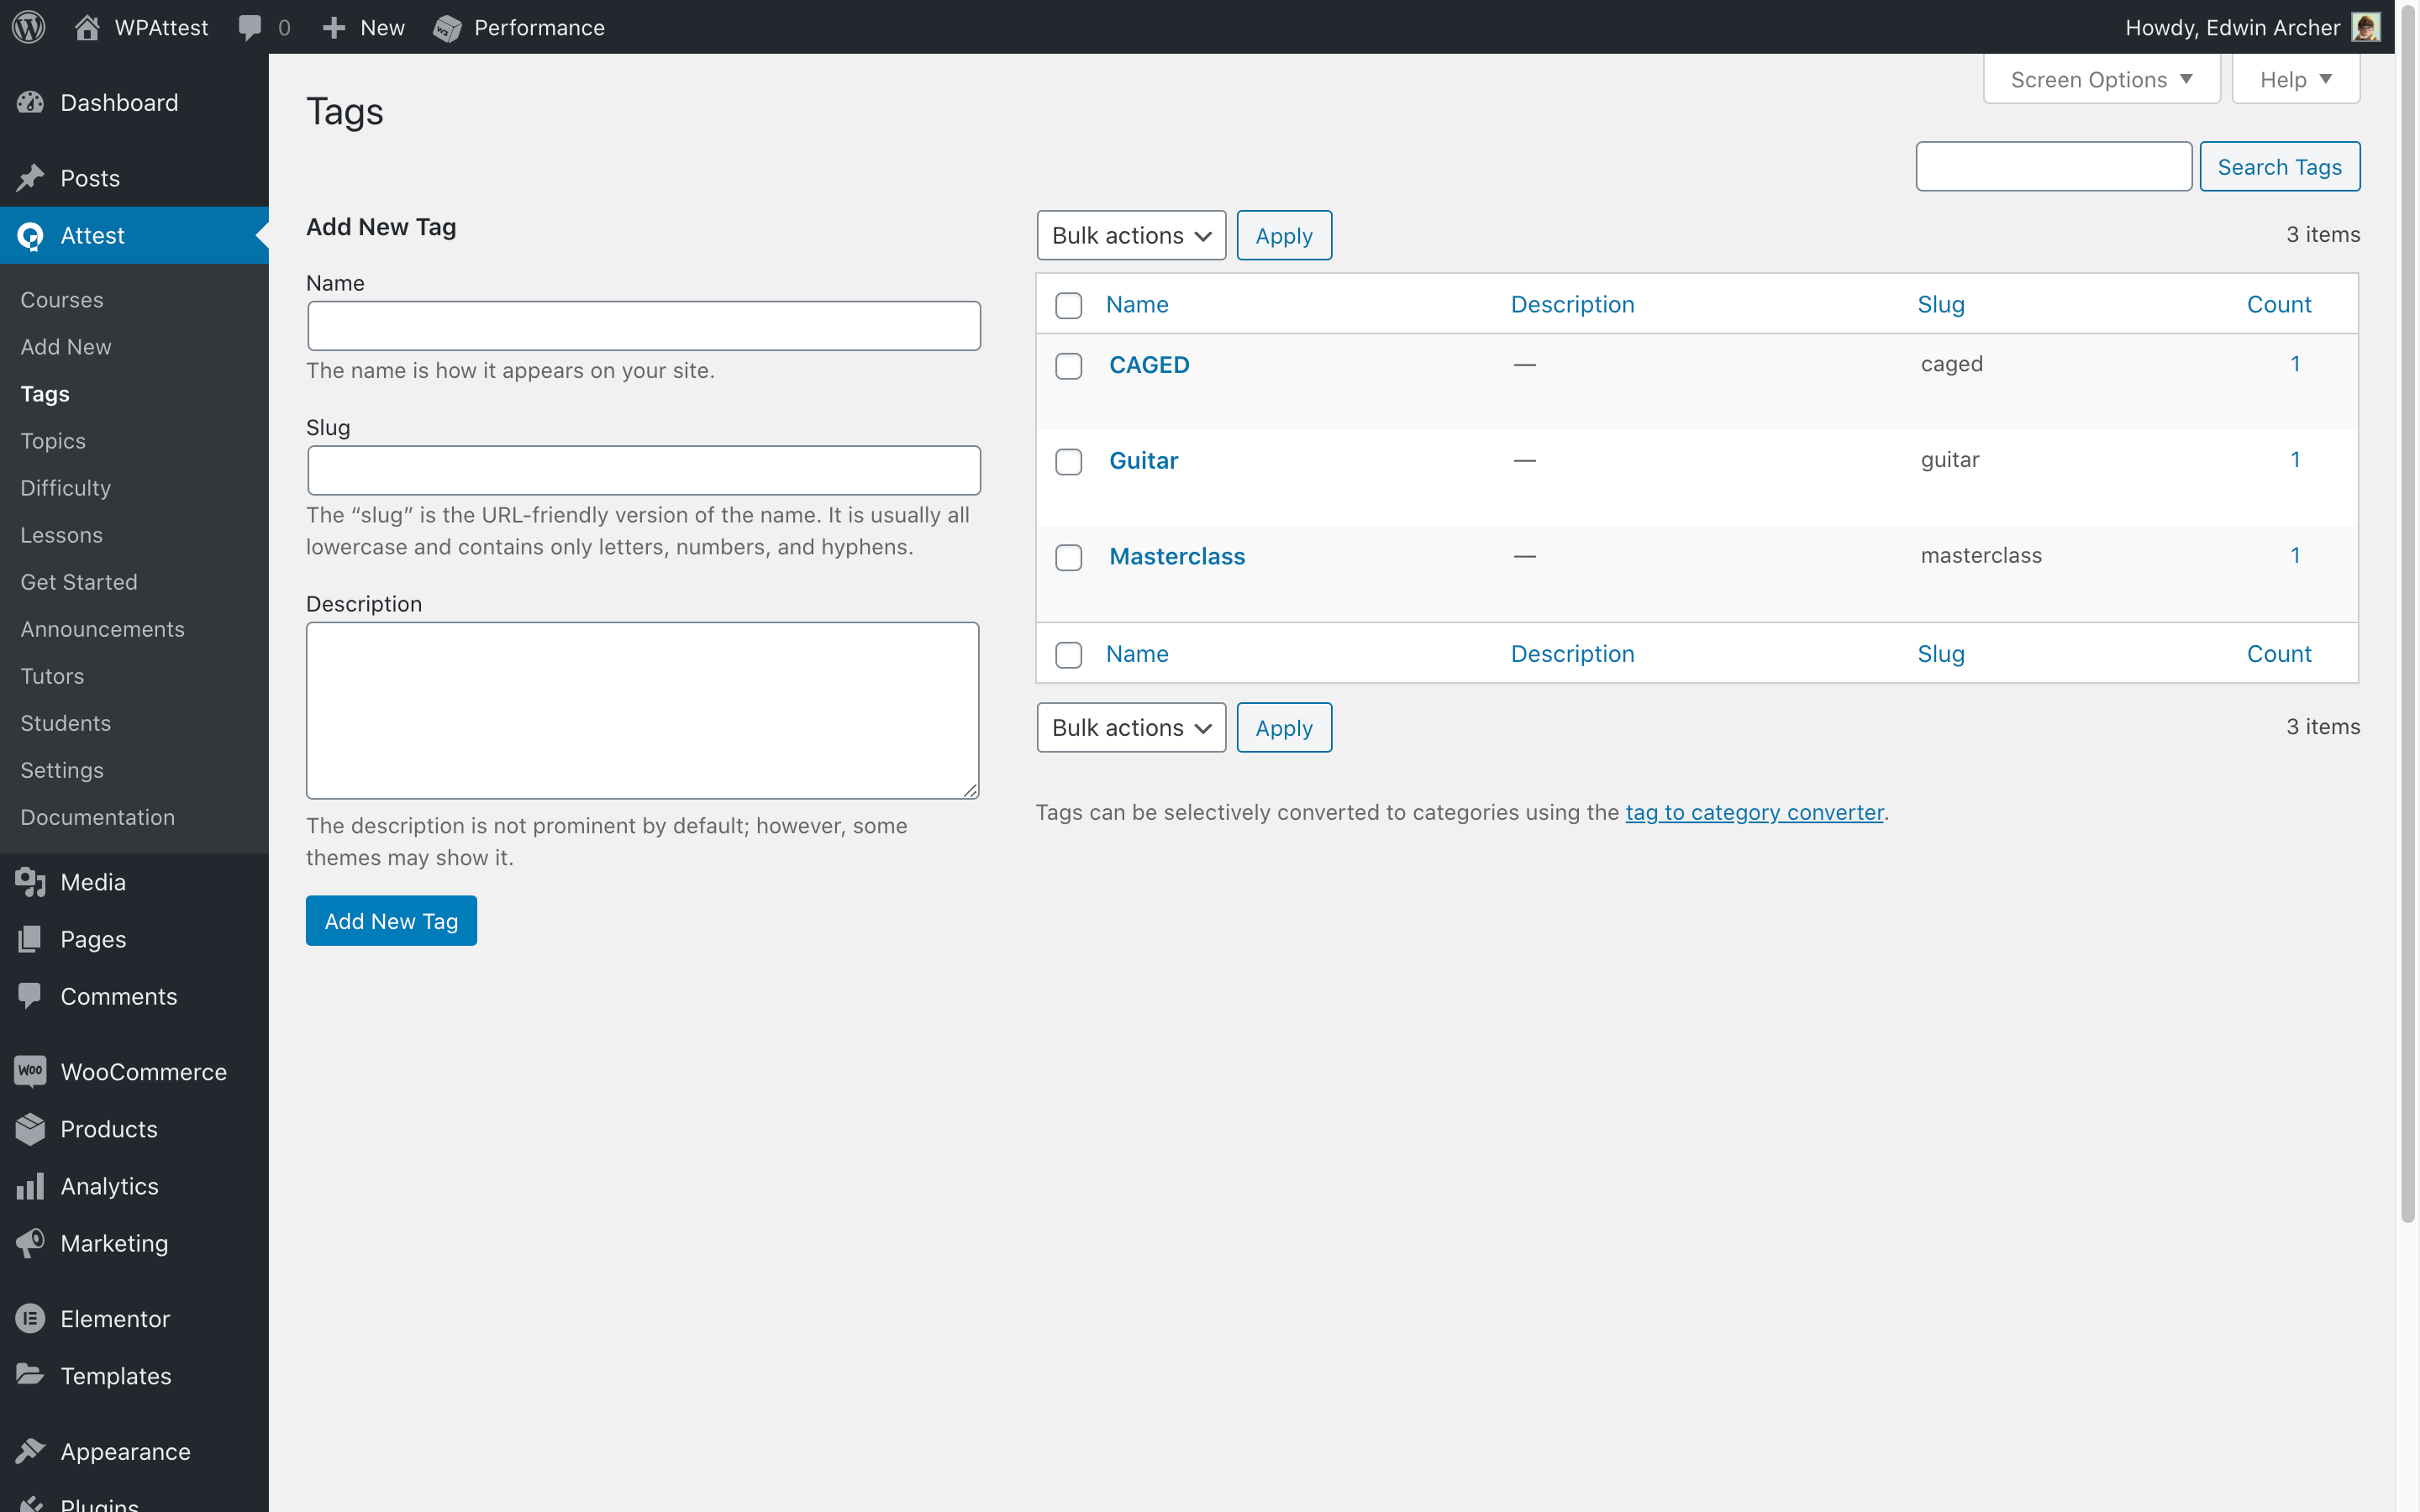 WPAttest
0
New
Performance
Howdy, Edwin Archer
Dashboard
Posts
Attest
Courses
Add New
Tags
Topics
Difficulty
Lessons
Get Started
Announcements
Tutors
Students
Settings
Documentation
Media
Pages
Comments
WooCommerce
Products
Analytics
Marketing
Elementor
Templates
Appearance
Plugins
Screen Options
Help
Tags
Search Tags
Add New Tag
Name
The name is how it appears on your site.
Slug
The “slug” is the URL-friendly version of the name. It is usually all
lowercase and contains only letters, numbers, and hyphens.
Description
The description is not prominent by default; however, some
themes may show it.
Add New Tag
Bulk actions Apply 3 items
Name Description Slug Count
CAGED — caged 1
Guitar — guitar 1
Masterclass — masterclass 1
Name Description Slug Count
Bulk actions Apply 3 items
Tags can be selectively converted to categories using the tag to category converter.